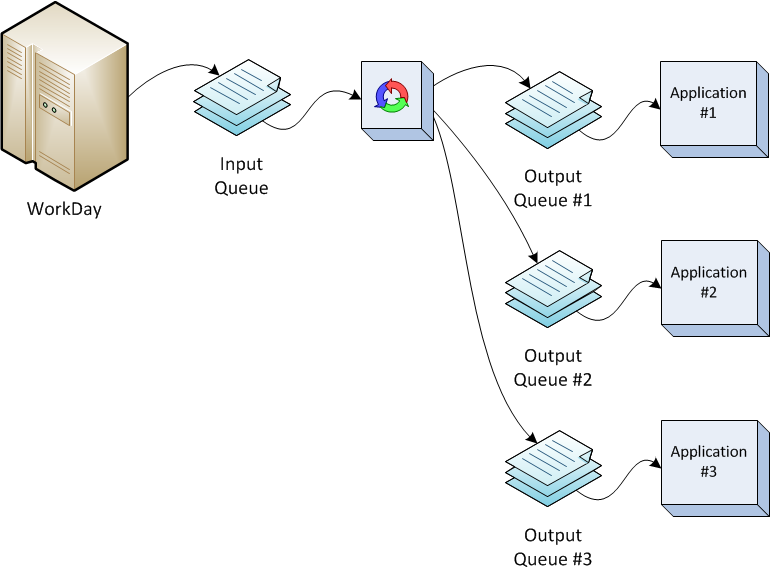 WorkDay
Input
Queue
Output
Queue #1
Application
#1
Output
Queue #2
Application
#2
Output
Queue #3
Application
#3